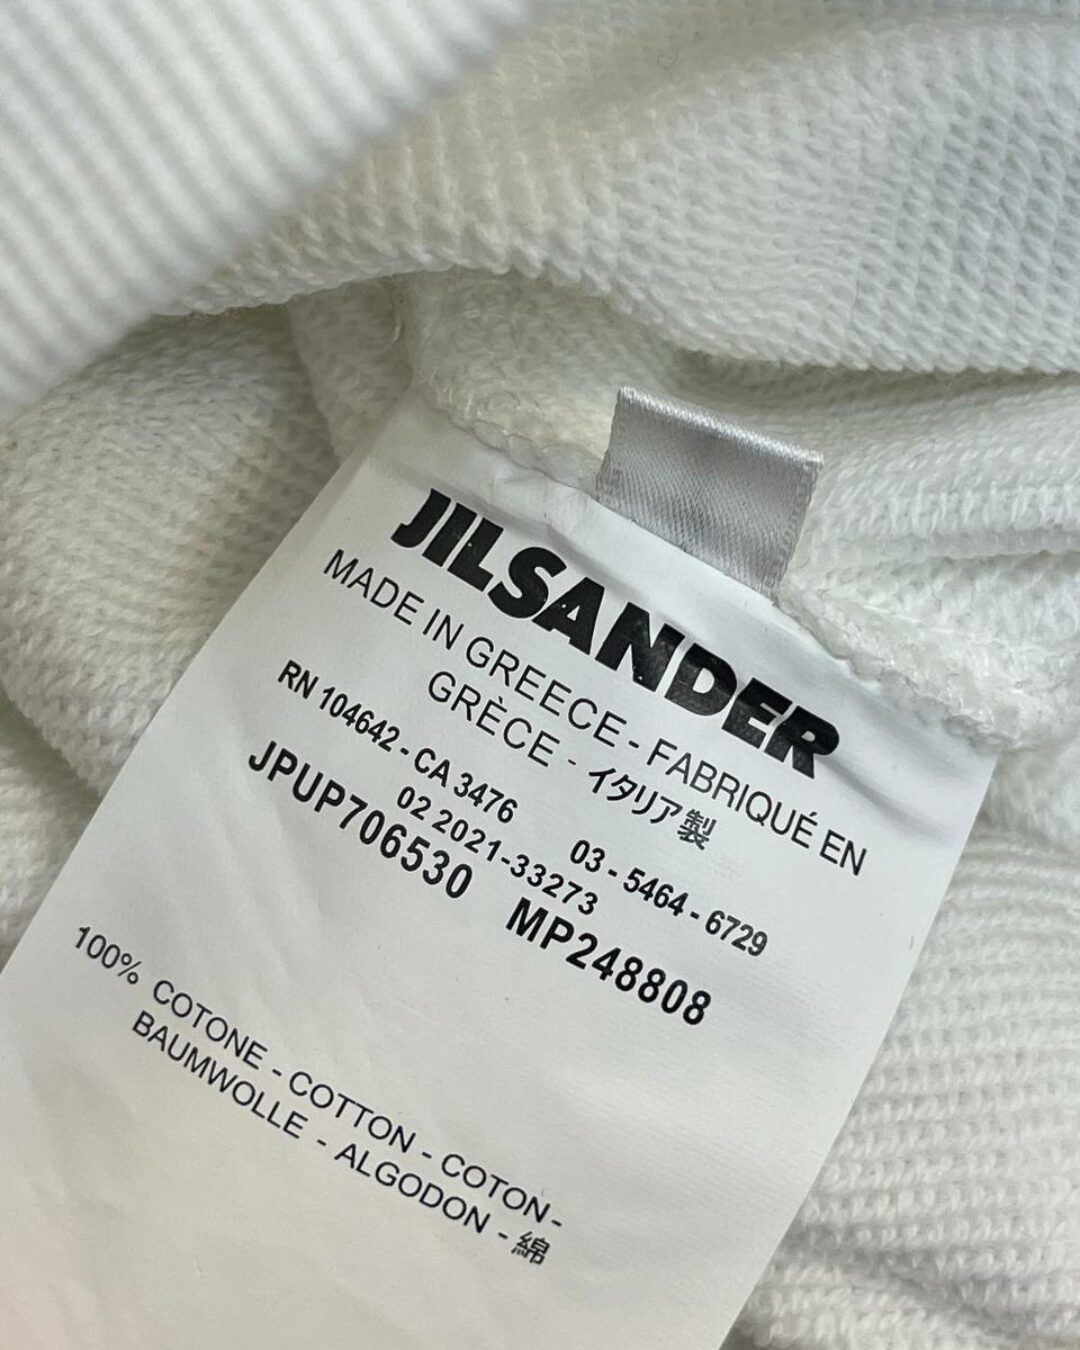 JILSANDER
MADE IN GREECE - FABRIQUÉ EN
GRÈCE - イタリア製
RN 104642 - CA 3476 03 - 5464 - 6729
02 2021-33273
JPUP706530 MP248808
100% COTONE - COTTON - COTON -
BAUMWOLLE - ALGODON - 綿